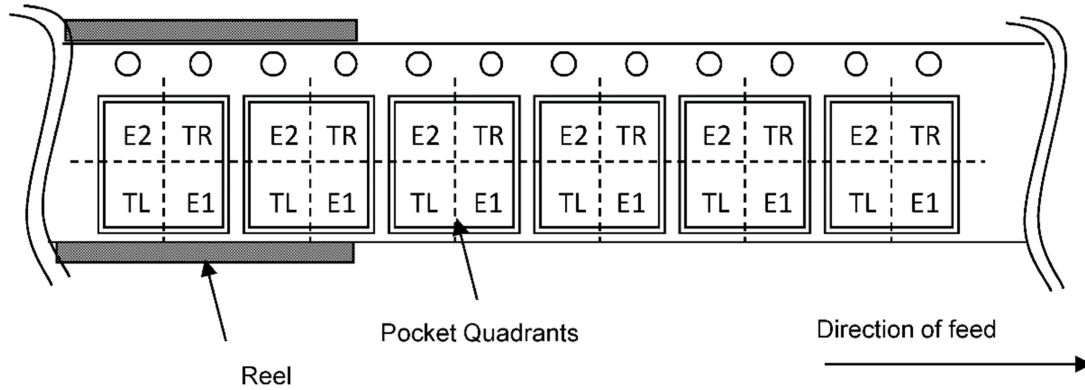 E2 TR E2 TR E2 TR E2 TR E2 TR E2 TR
TL E1 TL E1 TL E1 TL E1 TL E1 TL E1
Pocket Quadrants
Direction of feed
Reel